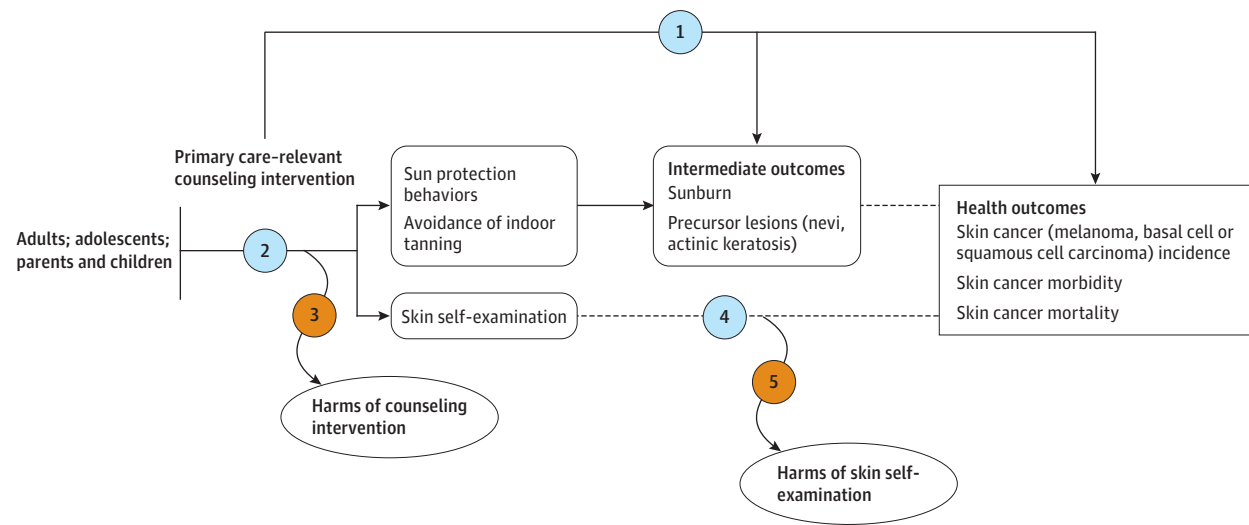 1
Primary care–relevant
counseling intervention
Adults; adolescents;
parents and children
2
3
Sun protection
behaviors
Avoidance of indoor
tanning
Skin self-examination
Harms of counseling
intervention
Intermediate outcomes
Sunburn
Precursor lesions (nevi,
actinic keratosis)
4
5
Harms of skin self-
examination
Health outcomes
Skin cancer (melanoma, basal cell or
squamous cell carcinoma) incidence
Skin cancer morbidity
Skin cancer mortality